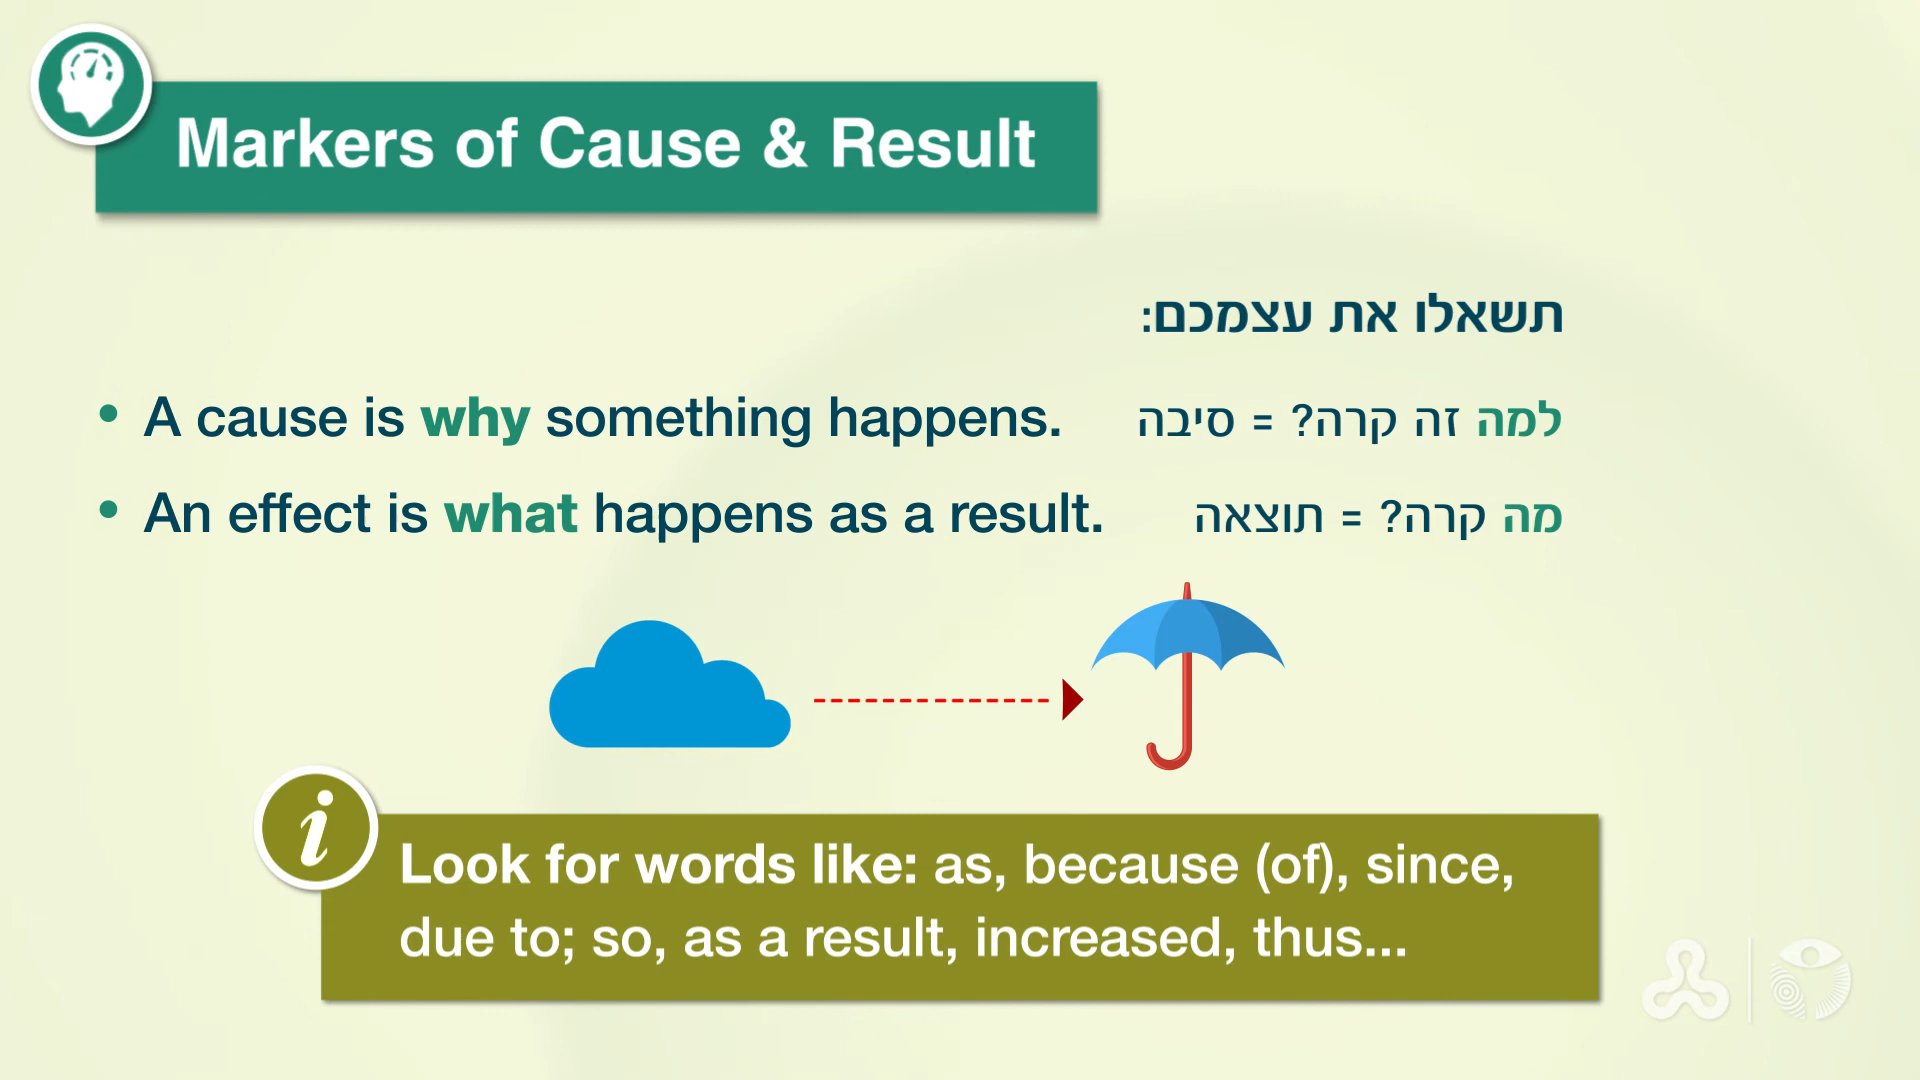 Markers of Cause & Result
תשאלו את עצמכם:
• A cause is why something happens.
למה זה קרה? = סיבה
• An effect is what happens as a result.
מה קרה? = תוצאה
i
Look for words like: as, because (of), since,
due to; so, as a result, increased, thus...